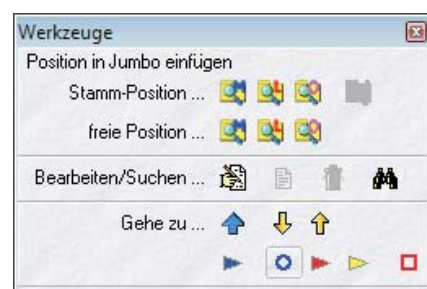 Werkzeuge
Position in Jumbo einfügen
Stamm-Position ...
freie Position ...
Bearbeiten/Suchen ...
Gehe zu ...